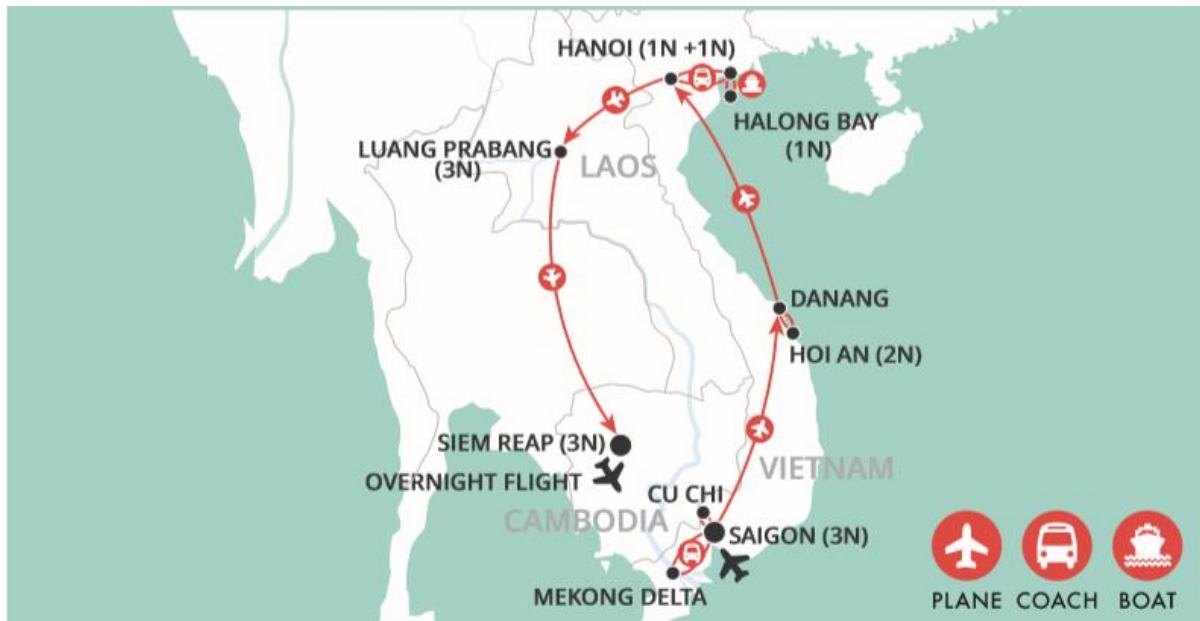 HANOI (1N +1N)
HALONG BAY
(1N)
LUANG PRABANG
(3N)
LAOS
DANANG
HOI AN (2N)
SIEM REAP (3N)
OVERNIGHT FLIGHT
VIETNAM
CU CHI
CAMBODIA
SAIGON (3N)
MEKONG DELTA
PLANE COACH BOAT